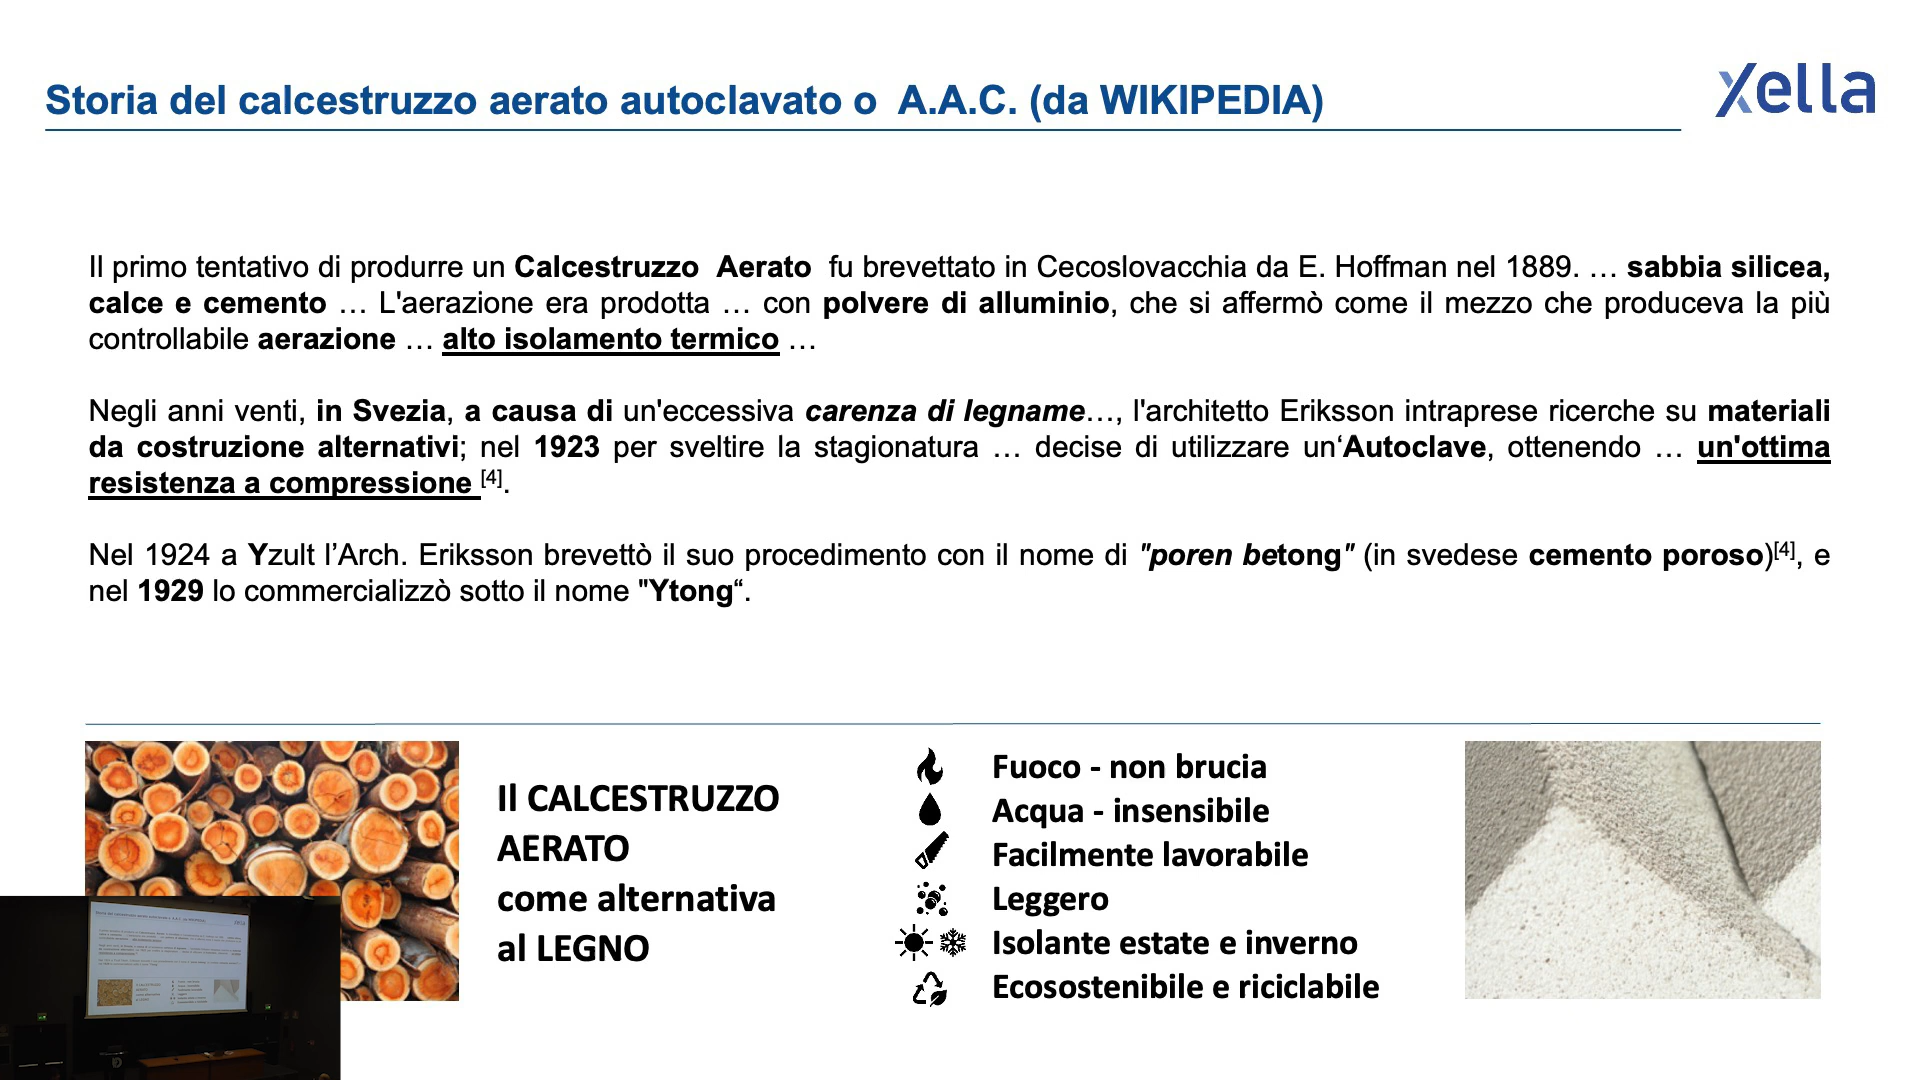 Storia del calcestruzzo aerato autoclavato o A.A.C. (da WIKIPEDIA)
xella
Il primo tentativo di produrre un Calcestruzzo Aerato fu brevettato in Cecoslovacchia da E. Hoffman nel 1889. … sabbia silicea,
calce e cemento … L'aerazione era prodotta … con polvere di alluminio, che si affermò come il mezzo che produceva la più
controllabile aerazione … alto isolamento termico …
Negli anni venti, in Svezia, a causa di un'eccessiva carenza di legname…, l'architetto Eriksson intraprese ricerche su materiali
da costruzione alternativi; nel 1923 per sveltire la stagionatura … decise di utilizzare un‘Autoclave, ottenendo … un'ottima
resistenza a compressione [4].
Nel 1924 a Yzult l’Arch. Eriksson brevettò il suo procedimento con il nome di "poren betong" (in svedese cemento poroso)[4], e
nel 1929 lo commercializzò sotto il nome "Ytong“.
Il CALCESTRUZZO
AERATO
come alternativa
al LEGNO
Fuoco - non brucia
Acqua - insensibile
Facilmente lavorabile
Leggero
Isolante estate e inverno
Ecosostenibile e riciclabile